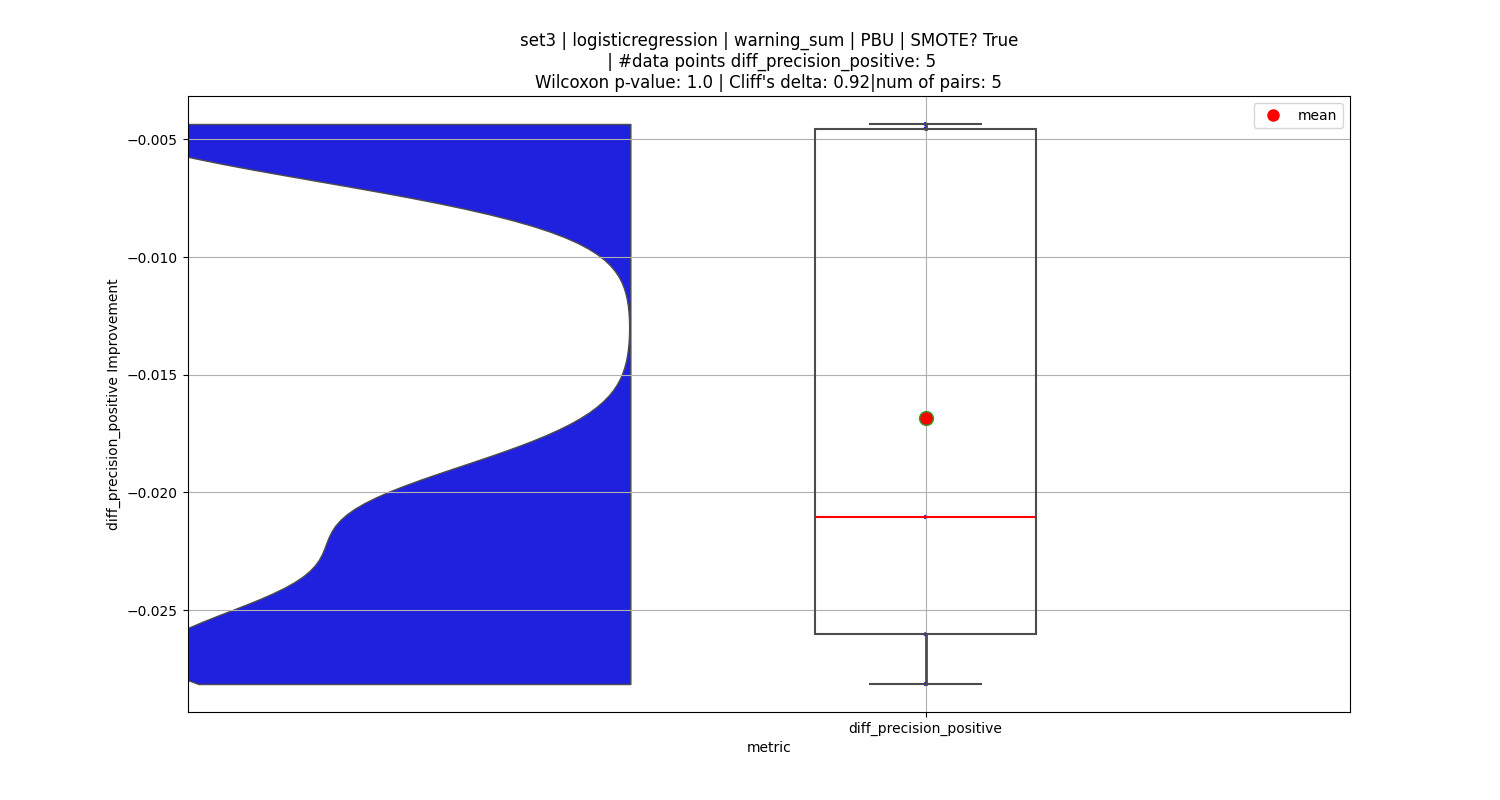 set3 | logisticregression | warning_sum | PBU | SMOTE? True
| #data points diff_precision_positive: 5
Wilcoxon p-value: 1.0 | Cliff's delta: 0.92|num of pairs: 5
mean
−0.005
−0.010
−0.015
−0.020
−0.025
diff_precision_positive Improvement
diff_precision_positive
metric